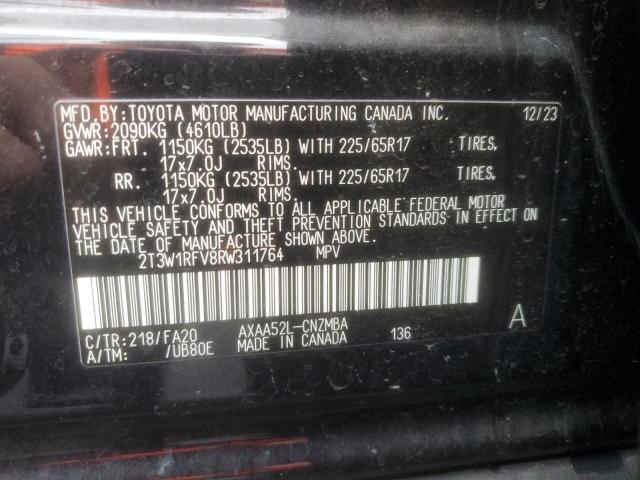 MFD.BY:TOYOTA MOTOR MANUFACTURING CANADA INC. 12/23
GVWR:2090KG (4610LB)
GAWR:FRT. 1150KG (2535LB) WITH 225/65R17 TIRES,
17x7.0J RIMS.
RR. 1150KG (2535LB) WITH 225/65R17 TIRES,
17x7.0J RIMS.
THIS VEHICLE CONFORMS TO ALL APPLICABLE FEDERAL MOTOR
VEHICLE SAFETY AND THEFT PREVENTION STANDARDS IN EFFECT ON
THE DATE OF MANUFACTURE SHOWN ABOVE.
2T3W1RFV8RW311764 MPV
C/TR:218/FA20 AXAA52L-CNZMBA 136 A
A/TM: /UB80E MADE IN CANADA